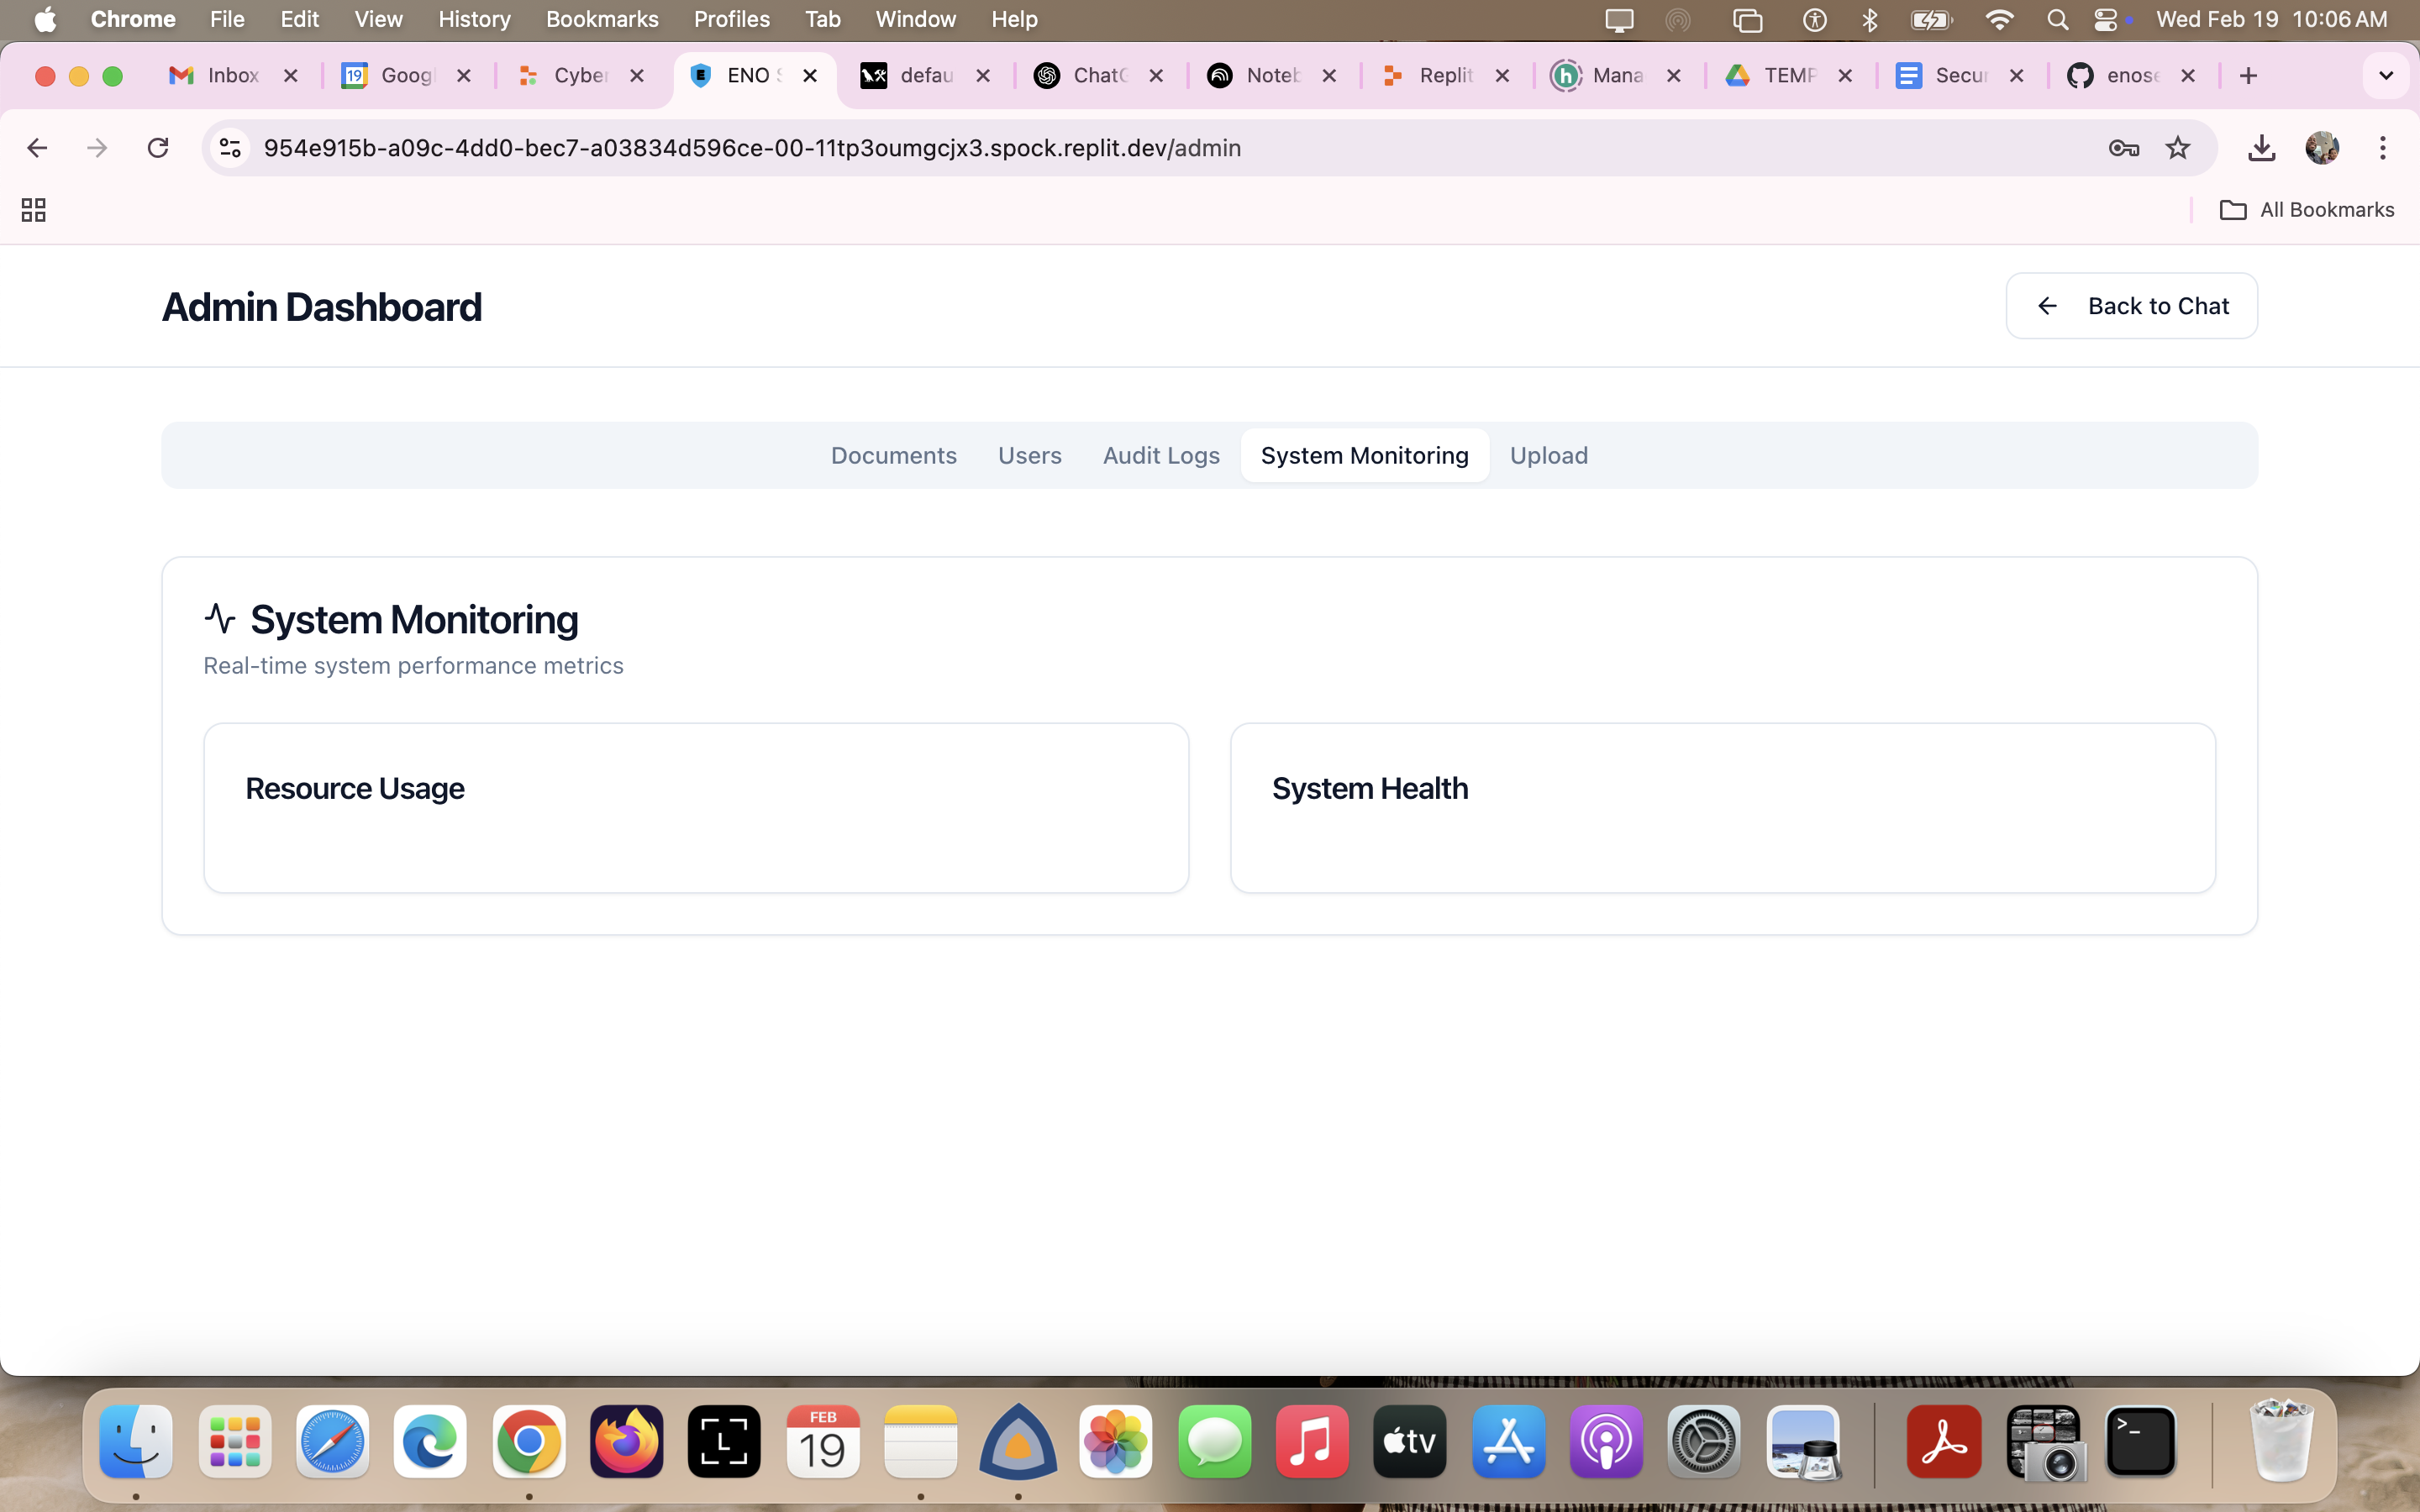 Chrome File Edit View History Bookmarks Profiles Tab Window Help Wed Feb 19 10:06 AM
Inbox 19 Googl Cyber E ENO S defau ChatG Noteb Replit h Mana TEMP Secur enose
954e915b-a09c-4dd0-bec7-a03834d596ce-00-11tp3oumgcjx3.spock.replit.dev/admin
All Bookmarks
Admin Dashboard
Back to Chat
Documents Users Audit Logs System Monitoring Upload
System Monitoring
Real-time system performance metrics
Resource Usage
System Health
L
FEB
19
tv
>_